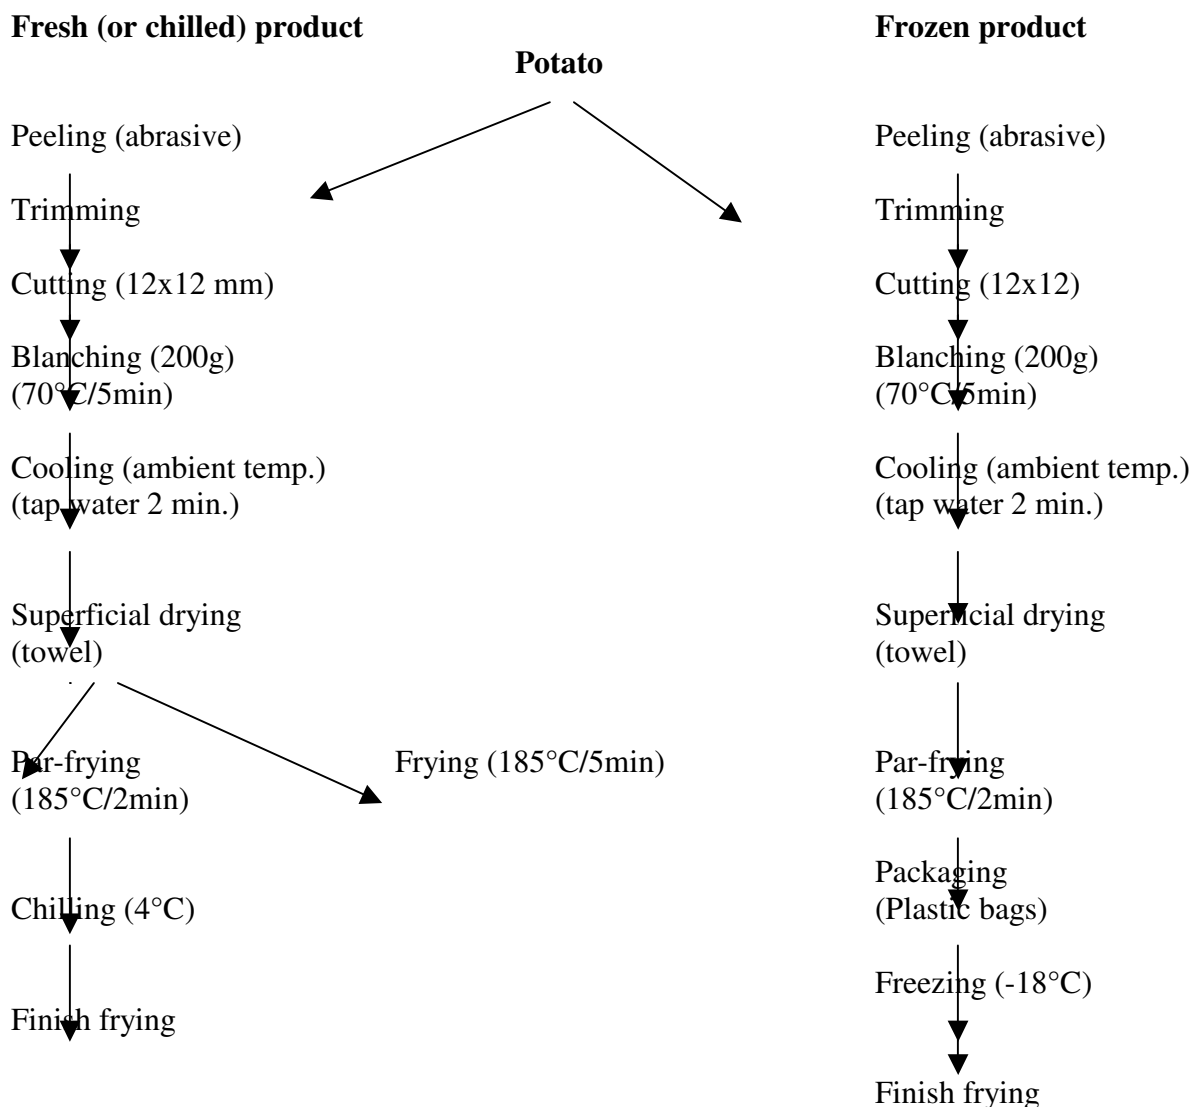 Fresh (or chilled) product
Frozen product
Potato
Peeling (abrasive)
Trimming
Cutting (12x12 mm)
Blanching (200g)
(70°C/5min)
Cooling (ambient temp.)
(tap water 2 min.)
Superficial drying
(towel)
Par-frying
(185°C/2min)
Frying (185°C/5min)
Chilling (4°C)
Finish frying
Peeling (abrasive)
Trimming
Cutting (12x12)
Blanching (200g)
(70°C/5min)
Cooling (ambient temp.)
(tap water 2 min.)
Superficial drying
(towel)
Par-frying
(185°C/2min)
Packaging
(Plastic bags)
Freezing (-18°C)
Finish frying